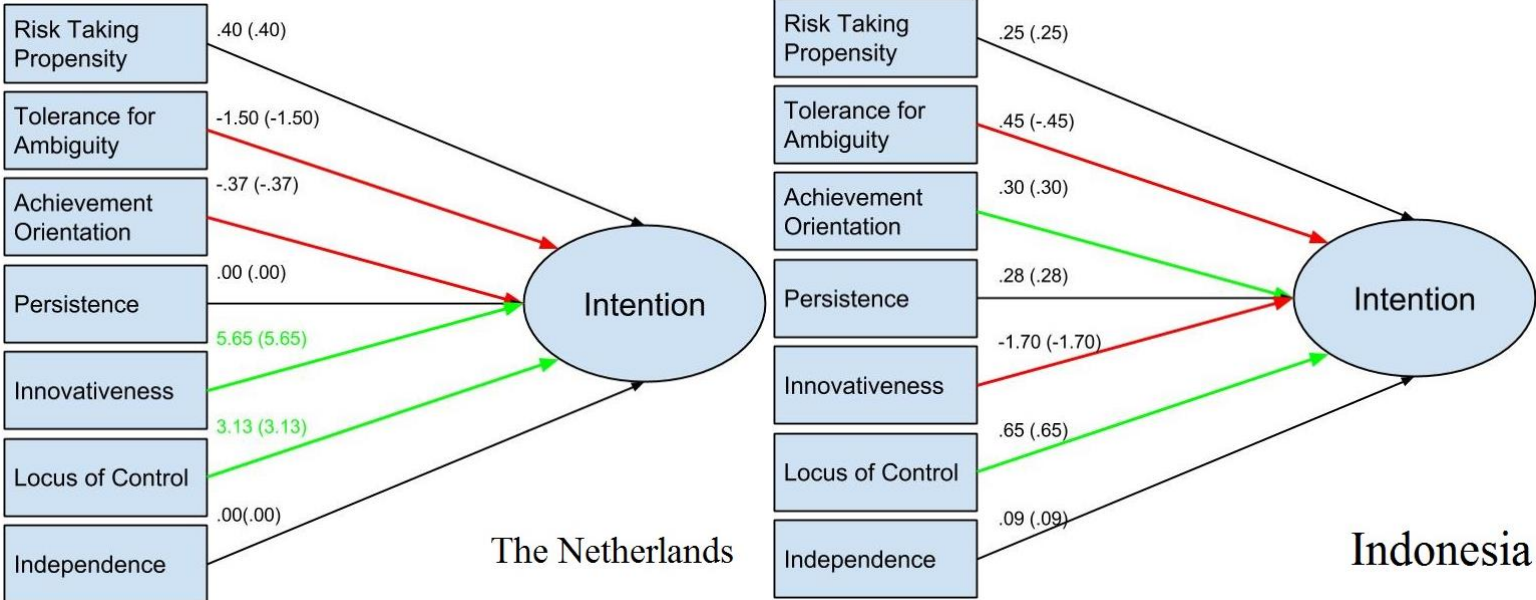 Risk Taking
Propensity
.40 (.40)
Tolerance for
Ambiguity
-1.50 (-1.50)
Achievement
Orientation
-.37 (-.37)
Persistence
.00 (.00)
Innovativeness
5.65 (5.65)
Locus of Control
3.13 (3.13)
Independence
.00(.00)
Intention
The Netherlands
Risk Taking
Propensity
.25 (.25)
Tolerance for
Ambiguity
.45 (-.45)
Achievement
Orientation
.30 (.30)
Persistence
.28 (.28)
Innovativeness
-1.70 (-1.70)
Locus of Control
.65 (.65)
Independence
.09 (.09)
Intention
Indonesia